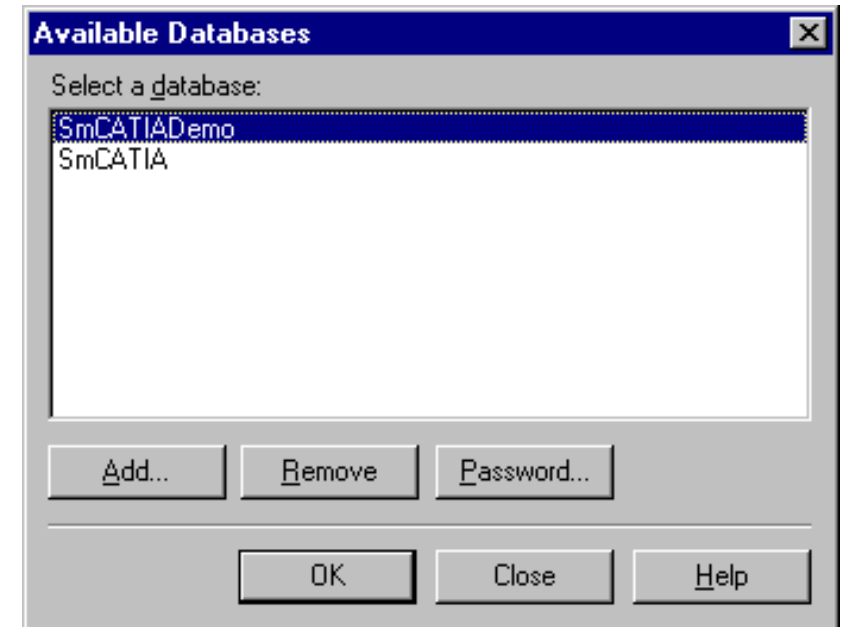 Available Databases
Select a database:
SmCATIADemo
SmCATIA
Add... Remove Password...
OK Close Help